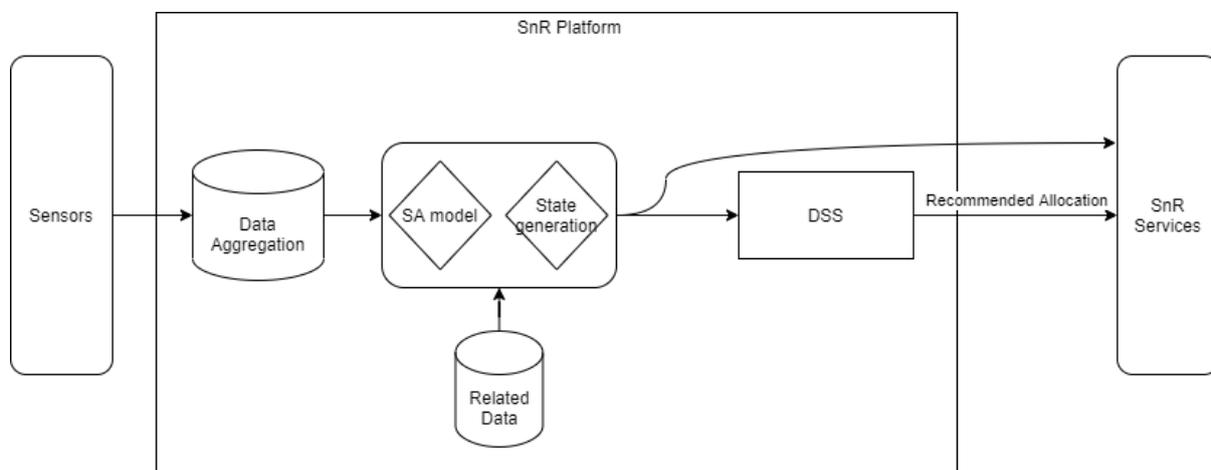 SnR Platform
Sensors
Data
Aggregation
SA model
State
generation
DSS
Recommended Allocation
SnR
Services
Related
Data